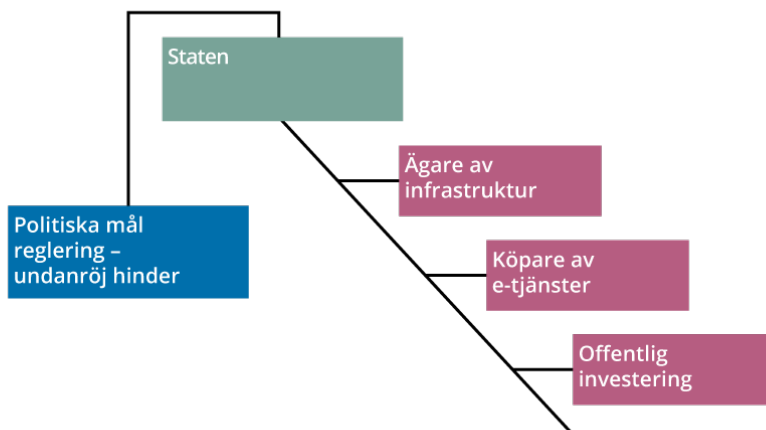 Staten
Ägare av
infrastruktur
Politiska mål
reglering –
undanröj hinder
Köpare av
e-tjänster
Offentlig
investering